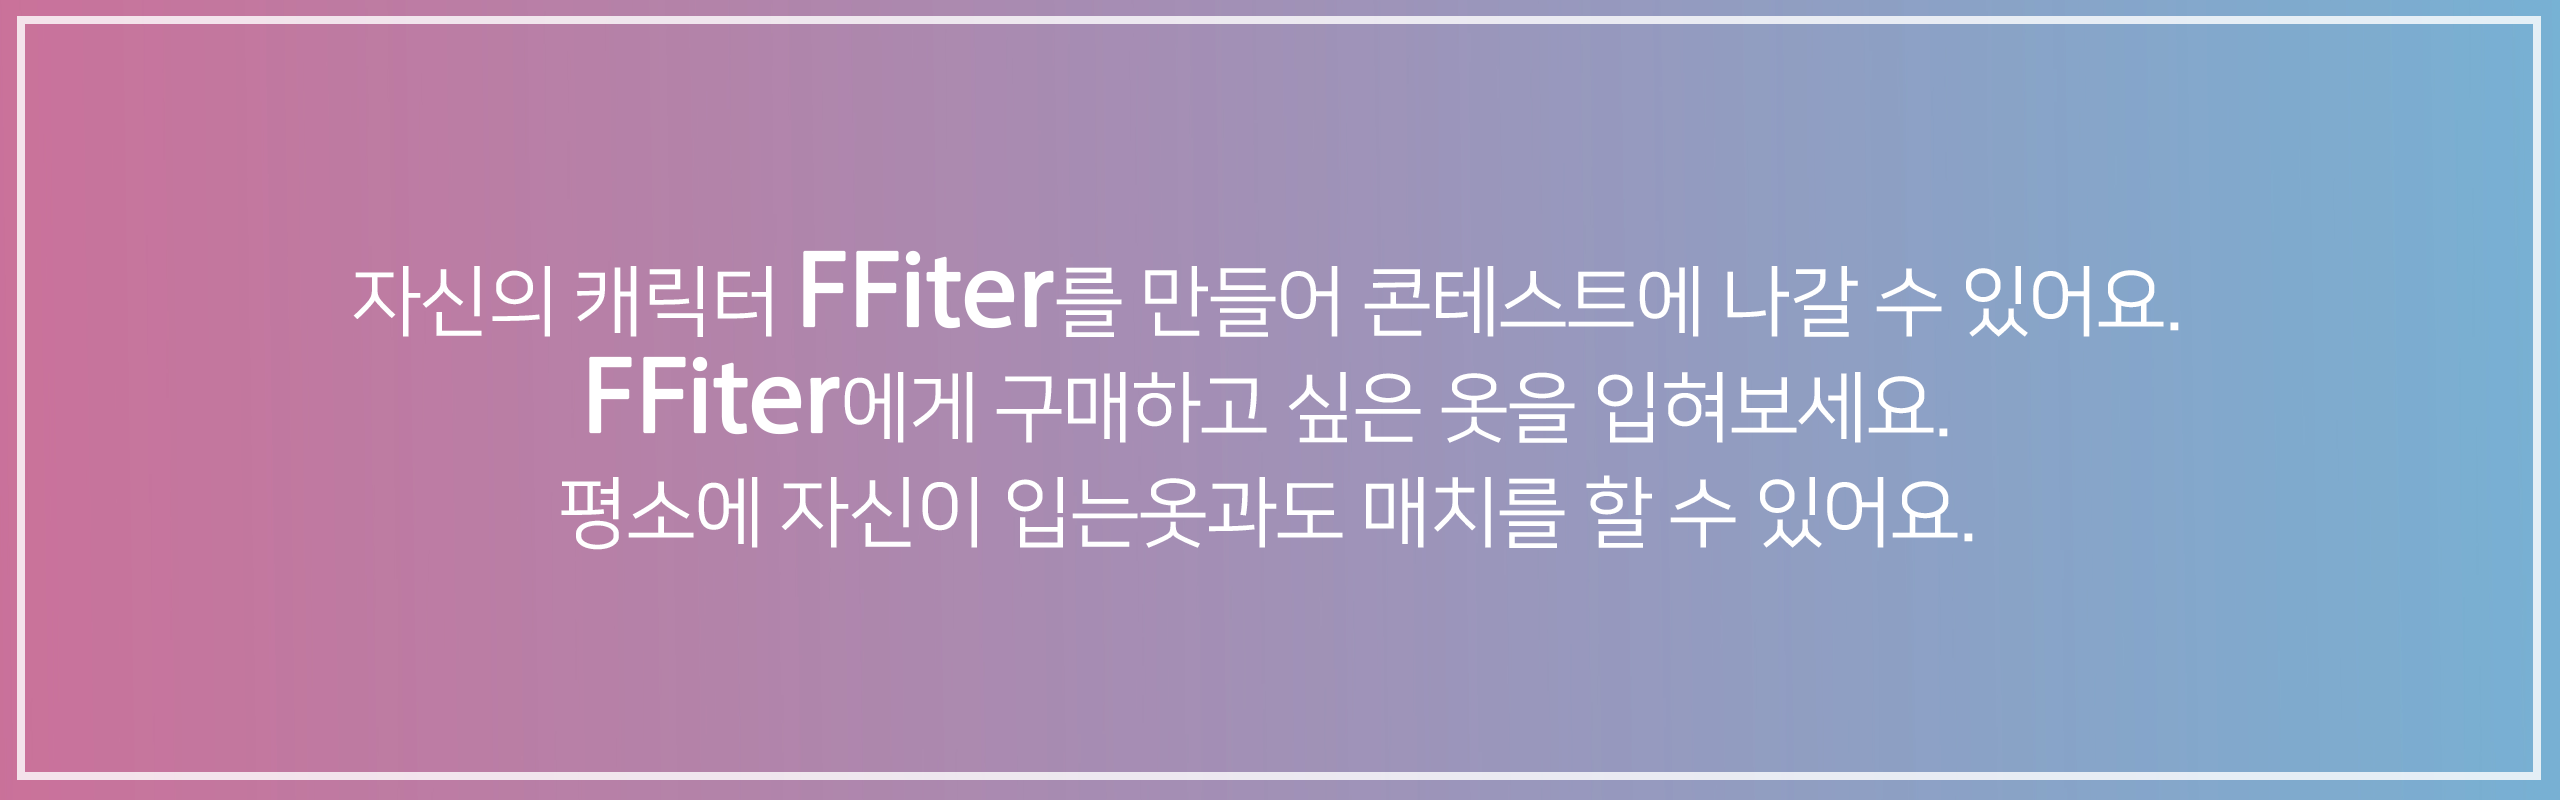 자신의 캐릭터 FFiter를 만들어 콘테스트에 나갈 수 있어요.
FFiter에게 구매하고 싶은 옷을 입혀보세요.
평소에 자신이 입는옷과도 매치를 할 수 있어요.